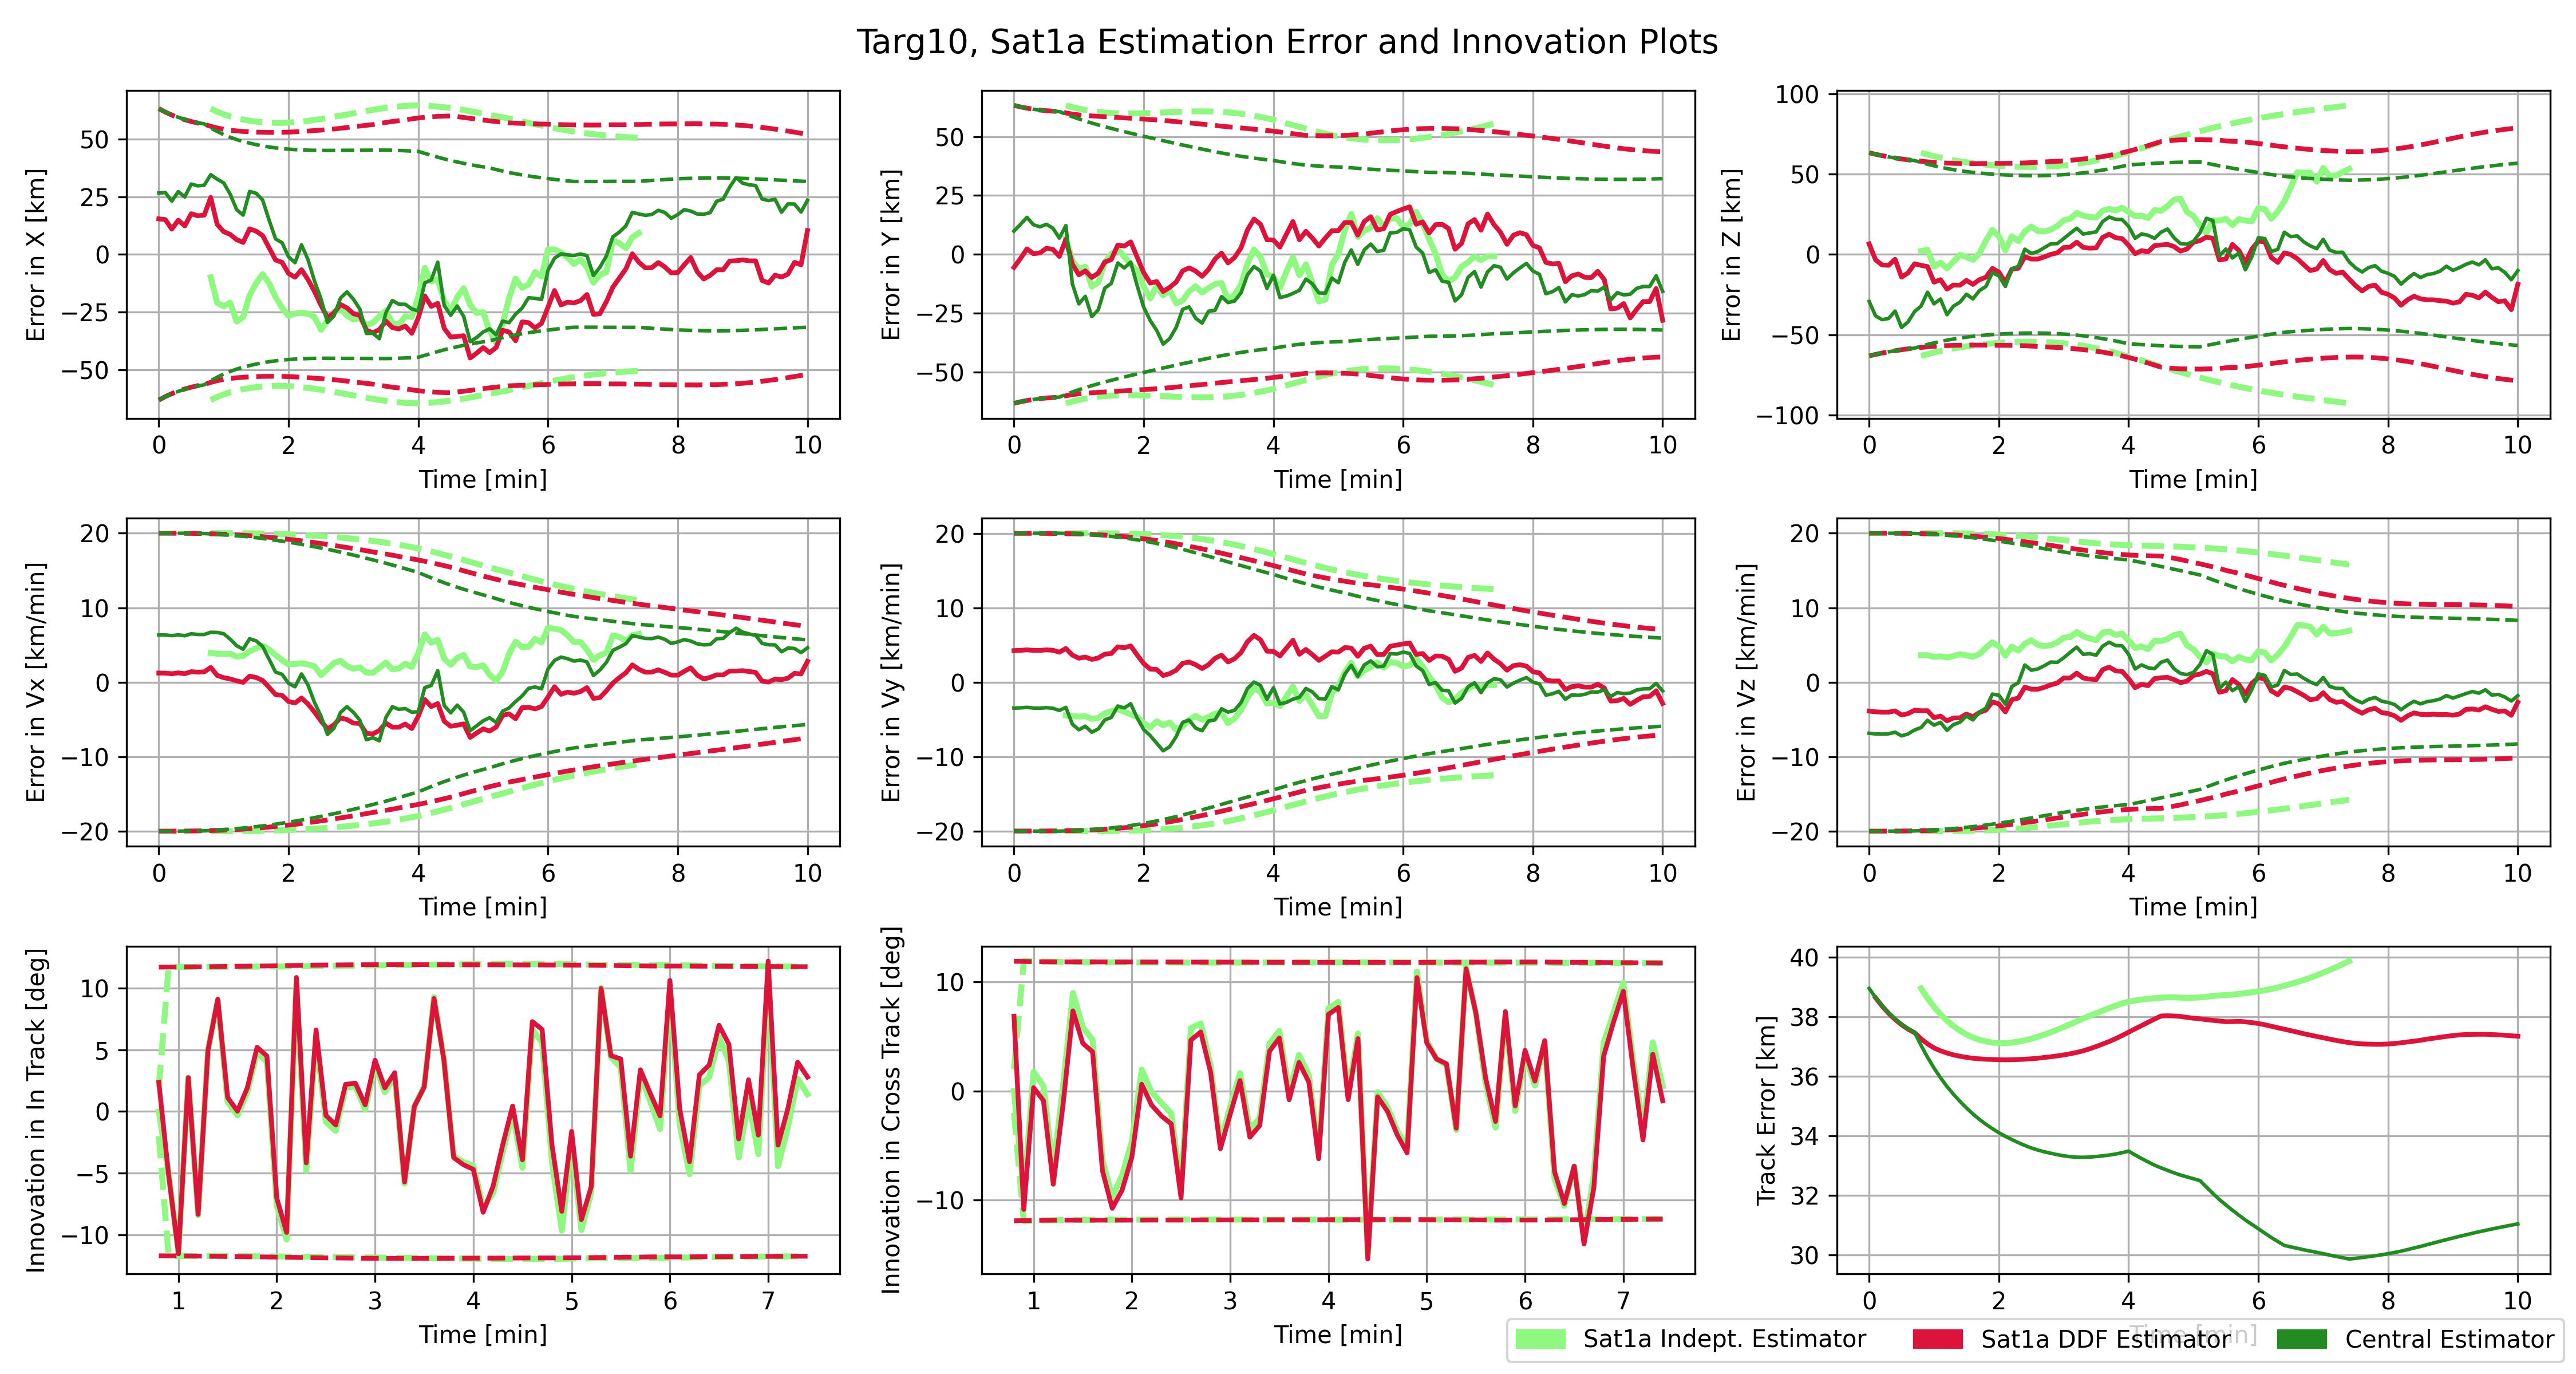 Targ10, Sat1a Estimation Error and Innovation Plots
Error in X [km]
50
25
0
−25
−50
0 2 4 6 8 10
Time [min]
Error in Y [km]
50
25
0
−25
−50
0 2 4 6 8 10
Time [min]
Error in Z [km]
100
50
0
−50
−100
0 2 4 6 8 10
Time [min]
Error in Vx [km/min]
20
10
0
−10
−20
0 2 4 6 8 10
Time [min]
Error in Vy [km/min]
20
10
0
−10
−20
0 2 4 6 8 10
Time [min]
Error in Vz [km/min]
20
10
0
−10
−20
0 2 4 6 8 10
Time [min]
Innovation in In Track [deg]
10
5
0
−5
−10
1 2 3 4 5 6 7
Time [min]
Innovation in Cross Track [deg]
10
0
−10
1 2 3 4 5 6 7
Time [min]
Track Error [km]
40
38
36
34
32
30
0 2 4 6 8 10
Time [min]
Sat1a Indept. Estimator
Sat1a DDF Estimator
Central Estimator